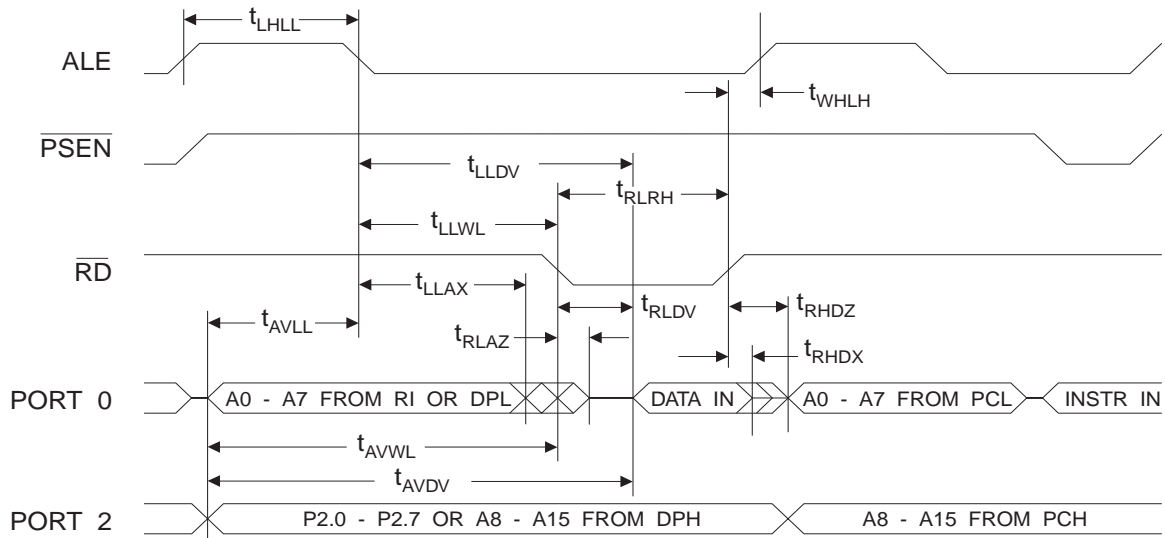 tLHLL
ALE
tWHLH
PSEN
tLLDV
tRLRH
tLLWL
RD
tLLAX
tRLDV
tRHDZ
tAVLL
tRLAZ
tRHDX
PORT 0
A0 - A7 FROM RI OR DPL
DATA IN
A0 - A7 FROM PCL
INSTR IN
tAVWL
tAVDV
PORT 2
P2.0 - P2.7 OR A8 - A15 FROM DPH
A8 - A15 FROM PCH